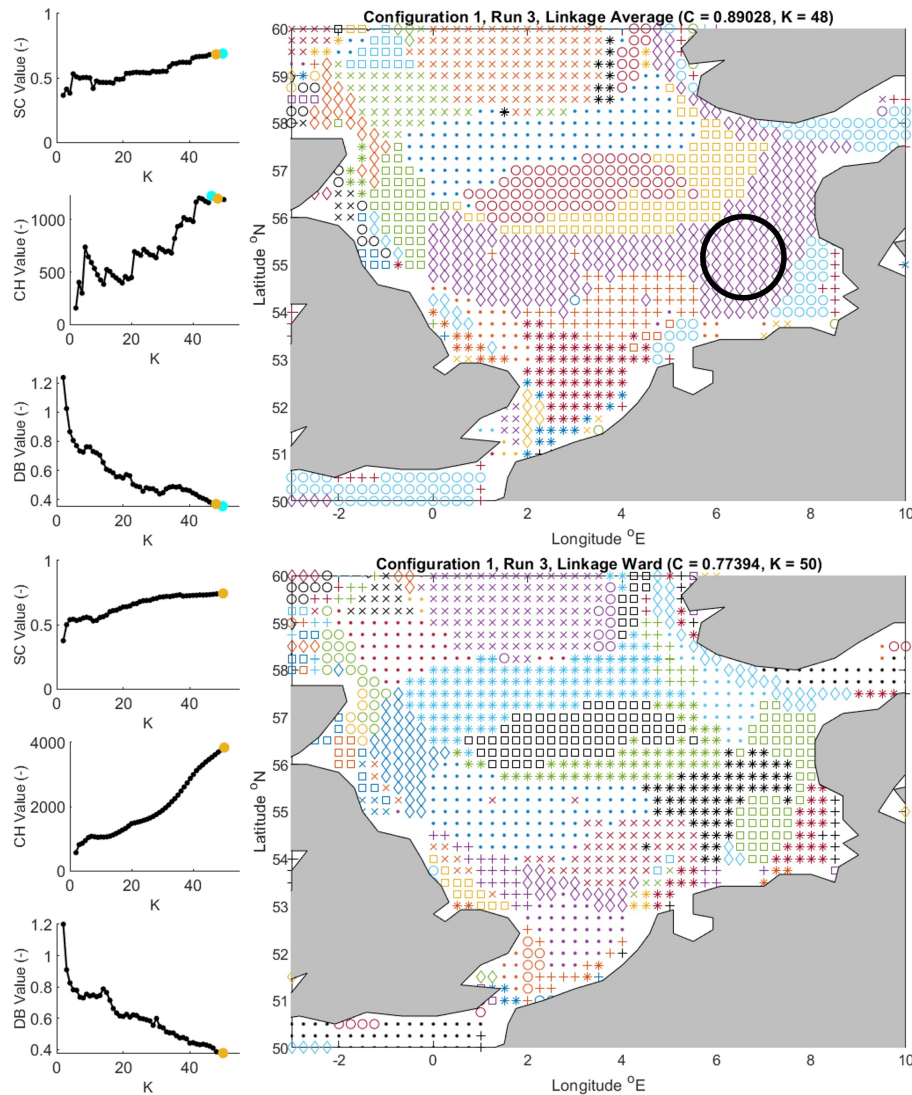 Configuration 1, Run 3, Linkage Average (C = 0.89028, K = 48)
1
0.5
0
0 20 40
K
SC Value (-)
1000
500
0
0 20 40
K
CH Value (-)
1.2
1
0.8
0.6
0.4
0 20 40
K
DB Value (-)
60
59
58
57
56
55
54
53
52
51
50
-2 0 2 4 6 8 10
Latitude °N
Longitude °E
Configuration 1, Run 3, Linkage Ward (C = 0.77394, K = 50)
1
0.5
0
0 20 40
K
SC Value (-)
4000
2000
0
0 20 40
K
CH Value (-)
1.2
1
0.8
0.6
0.4
0 20 40
K
DB Value (-)
60
59
58
57
56
55
54
53
52
51
50
-2 0 2 4 6 8 10
Latitude °N
Longitude °E